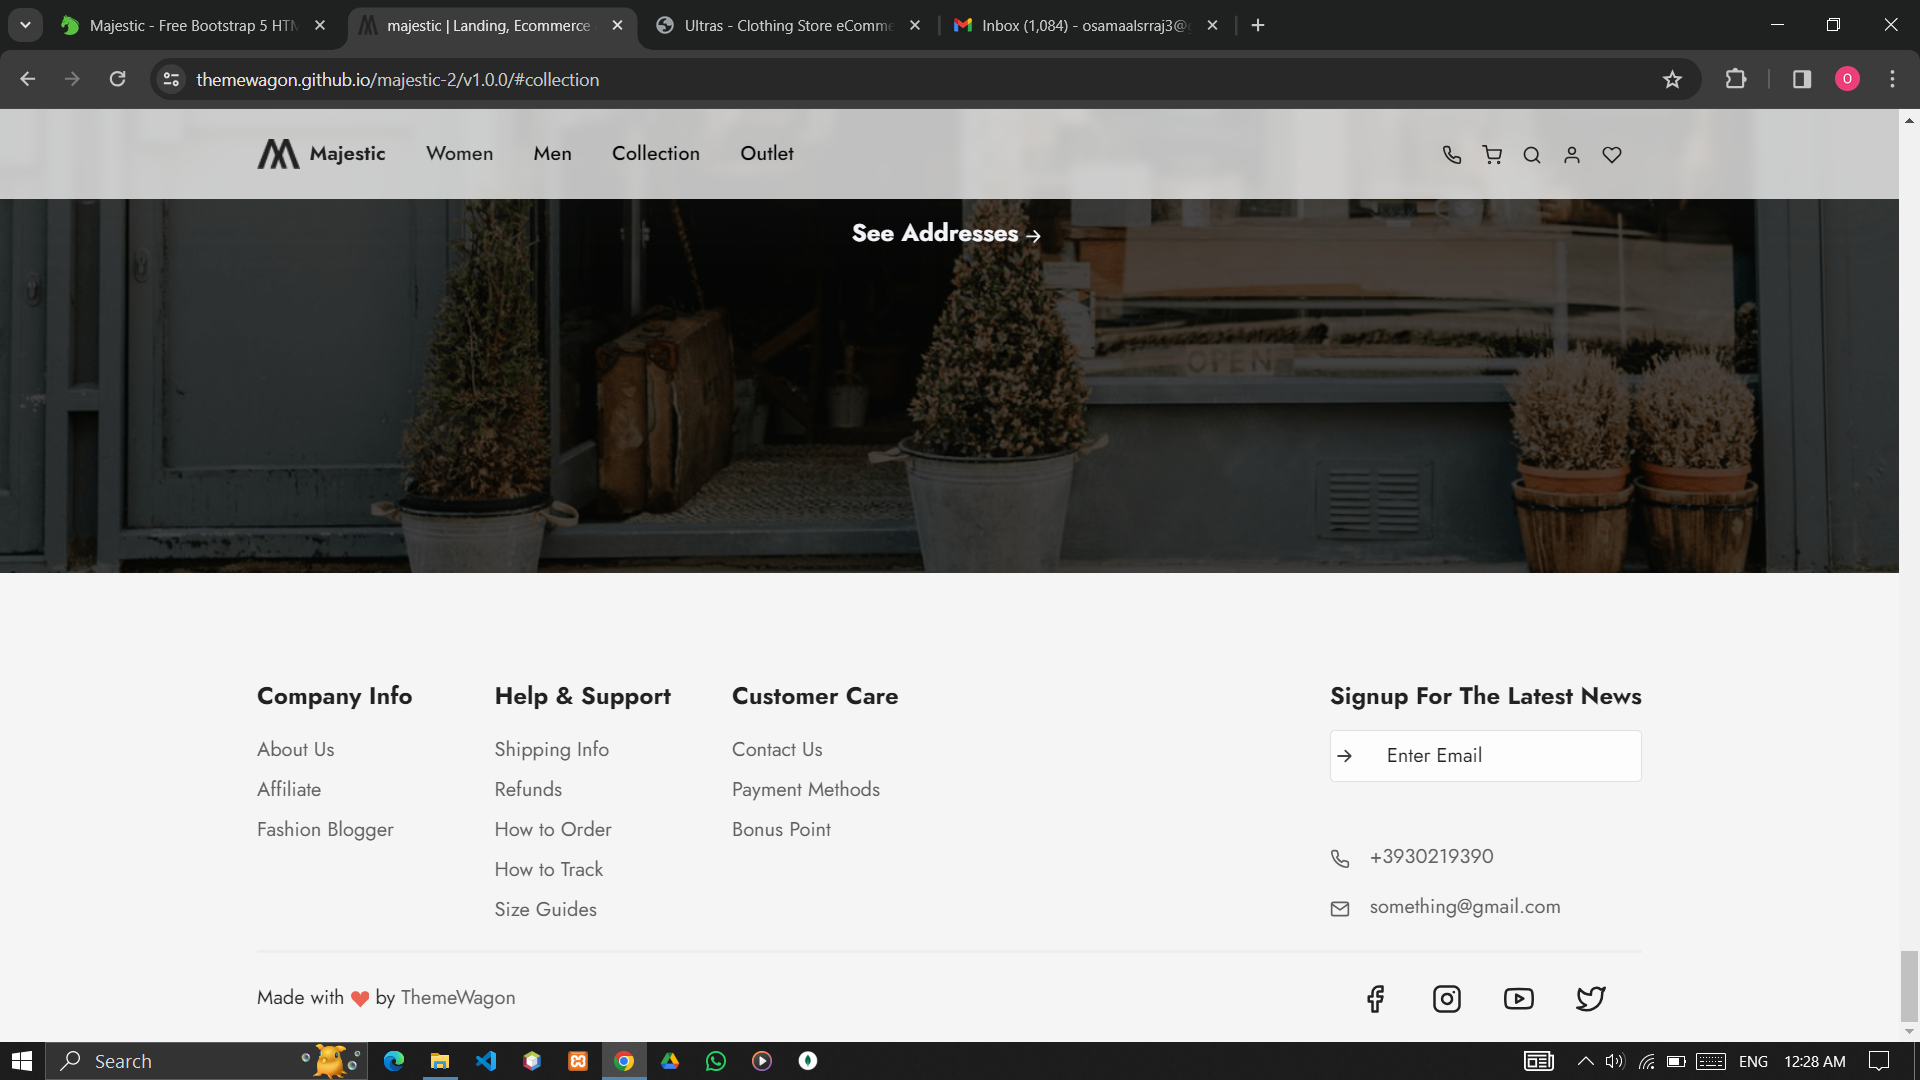 Majestic - Free Bootstrap 5 HTM
majestic | Landing, Ecommerce
Ultras - Clothing Store eComme
Inbox (1,084) - osamaalsrraj3@
themewagon.github.io/majestic-2/v1.0.0/#collection
O
Majestic
Women
Men
Collection
Outlet
See Addresses
OPEN
Company Info
Help & Support
Customer Care
Signup For The Latest News
About Us
Shipping Info
Contact Us
Enter Email
Affiliate
Refunds
Payment Methods
Fashion Blogger
How to Order
Bonus Point
+3930219390
How to Track
Size Guides
something@gmail.com
Made with ❤ by ThemeWagon
Search
ENG
12:28 AM